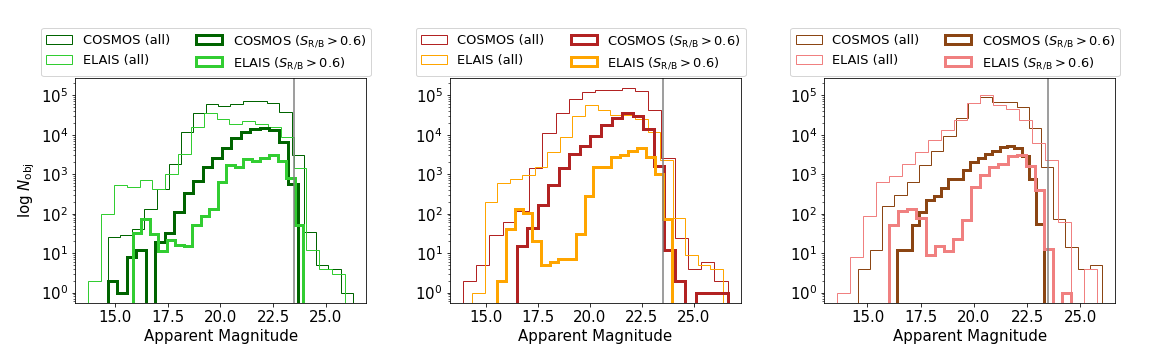 COSMOS (all) COSMOS (S_R/B > 0.6) COSMOS (all) COSMOS (S_R/B > 0.6) COSMOS (all) COSMOS (S_R/B > 0.6)
ELAIS (all) ELAIS (S_R/B > 0.6) ELAIS (all) ELAIS (S_R/B > 0.6) ELAIS (all) ELAIS (S_R/B > 0.6)
10^5 10^5 10^5
10^4 10^4 10^4
10^3 10^3 10^3
log N_obj
10^2 10^2 10^2
10^1 10^1 10^1
10^0 10^0 10^0
15.0 17.5 20.0 22.5 25.0 15.0 17.5 20.0 22.5 25.0 15.0 17.5 20.0 22.5 25.0
Apparent Magnitude Apparent Magnitude Apparent Magnitude